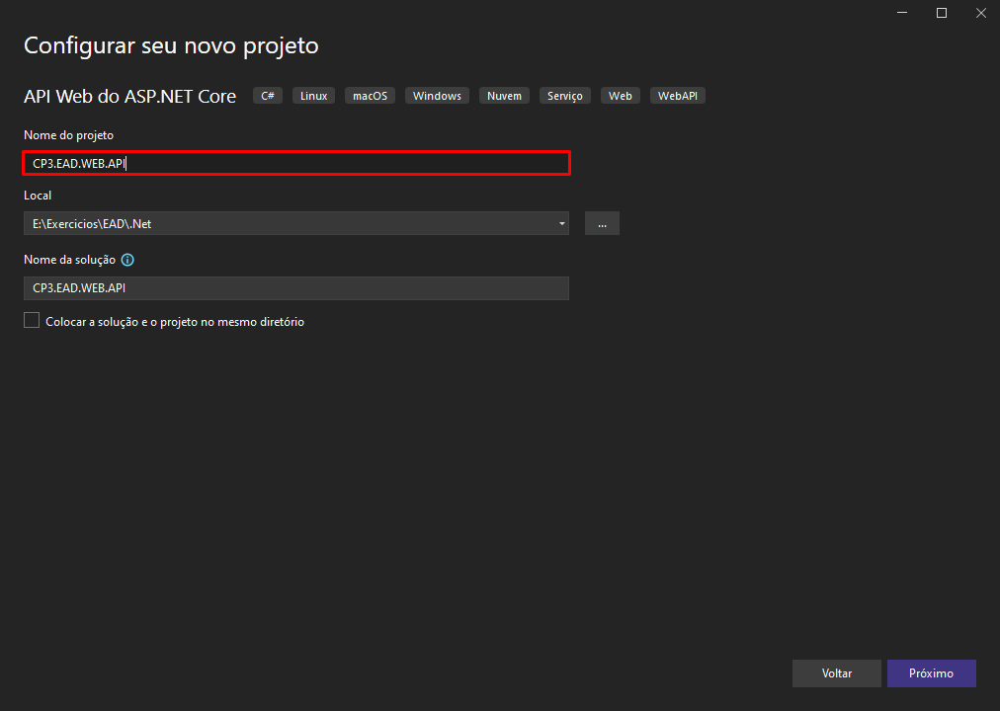 Configurar seu novo projeto
API Web do ASP.NET Core C# Linux macOS Windows Nuvem Serviço Web WebAPI
Nome do projeto
CP3.EAD.WEB.API
Local
E:\Exercicios\EAD\.Net ...
Nome da solução
CP3.EAD.WEB.API
Colocar a solução e o projeto no mesmo diretório
Voltar Próximo